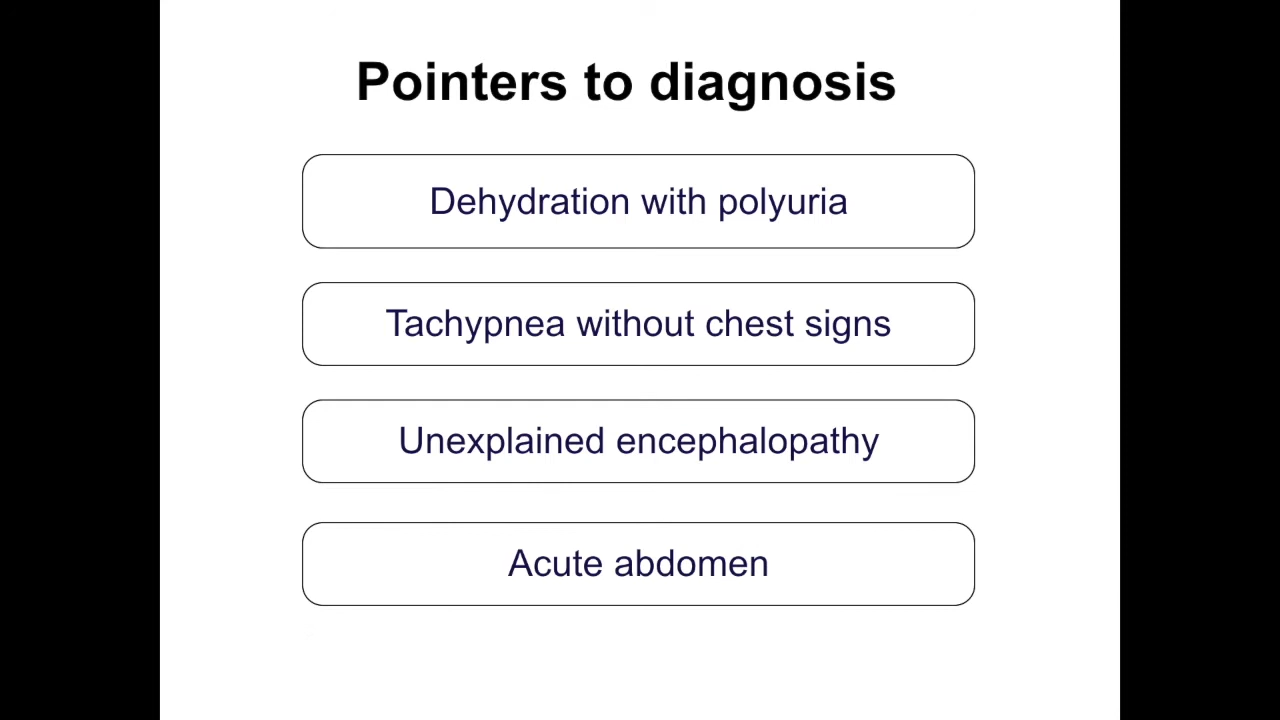 Pointers to diagnosis
Dehydration with polyuria
Tachypnea without chest signs
Unexplained encephalopathy
Acute abdomen